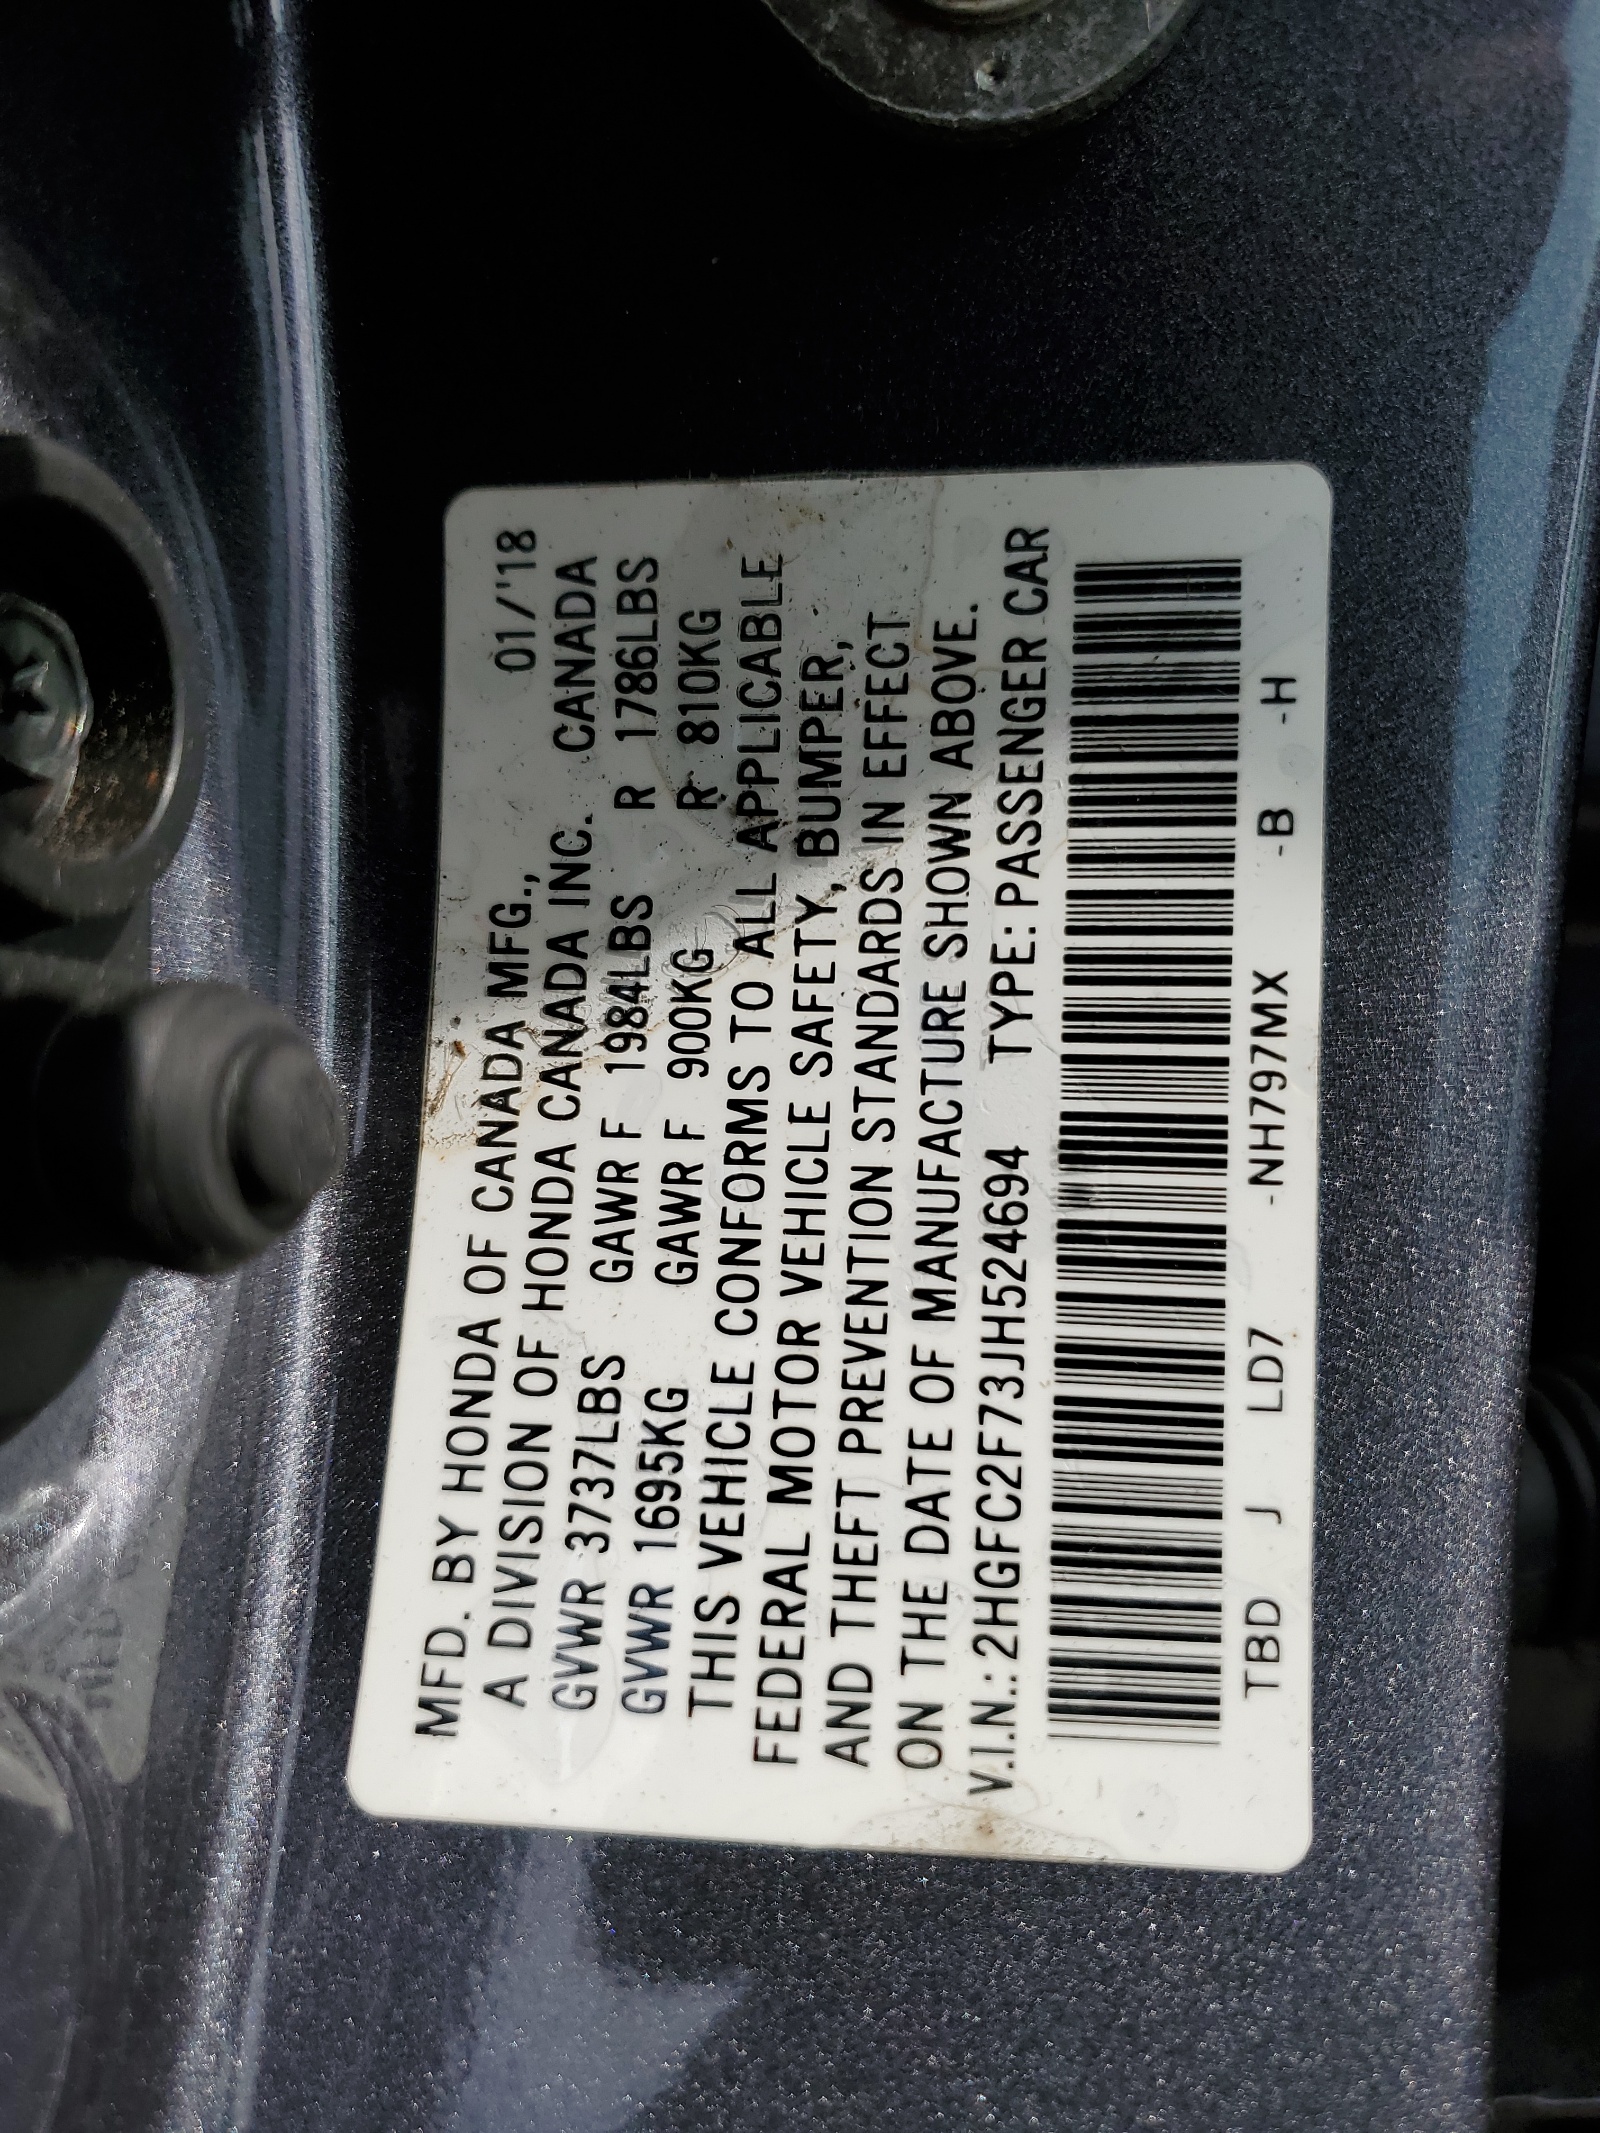 MFD. BY HONDA OF CANADA MFG., 01/'18
A DIVISION OF HONDA CANADA INC. CANADA
GVWR 3737LBS GAWR F 1984LBS R 1786LBS
GVWR 1695KG GAWR F 900KG R 810KG
THIS VEHICLE CONFORMS TO ALL APPLICABLE
FEDERAL MOTOR VEHICLE SAFETY, BUMPER,
AND THEFT PREVENTION STANDARDS IN EFFECT
ON THE DATE OF MANUFACTURE SHOWN ABOVE.
V.I.N.:2HGFC2F73JH524694 TYPE: PASSENGER CAR
TBD J LD7 -NH797MX -B -H